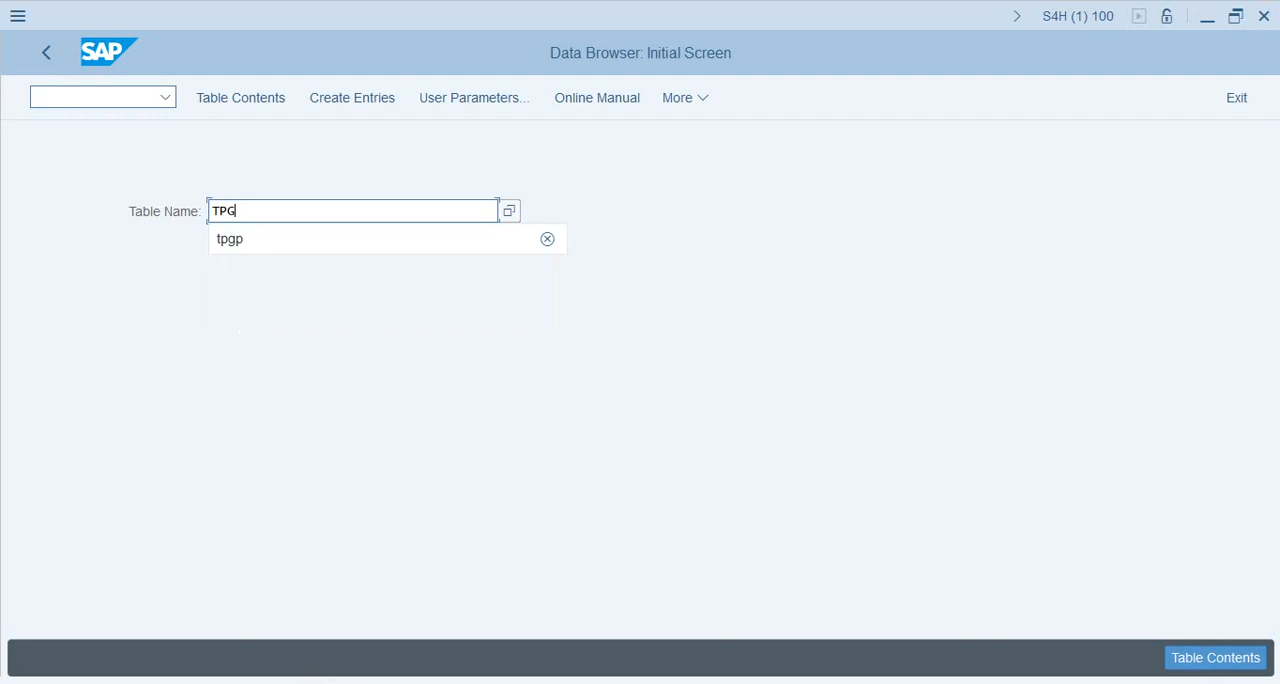 S4H (1) 100
SAP
Data Browser: Initial Screen
Table Contents Create Entries User Parameters... Online Manual More Exit
Table Name: TPG
tpgp
Table Contents